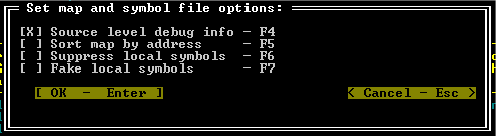 Set map and symbol file options:
[X] Source level debug info - F4
[ ] Sort map by address - F5
[ ] Suppress local symbols - F6
[ ] Fake local symbols - F7
[ OK - Enter ] < Cancel - Esc >